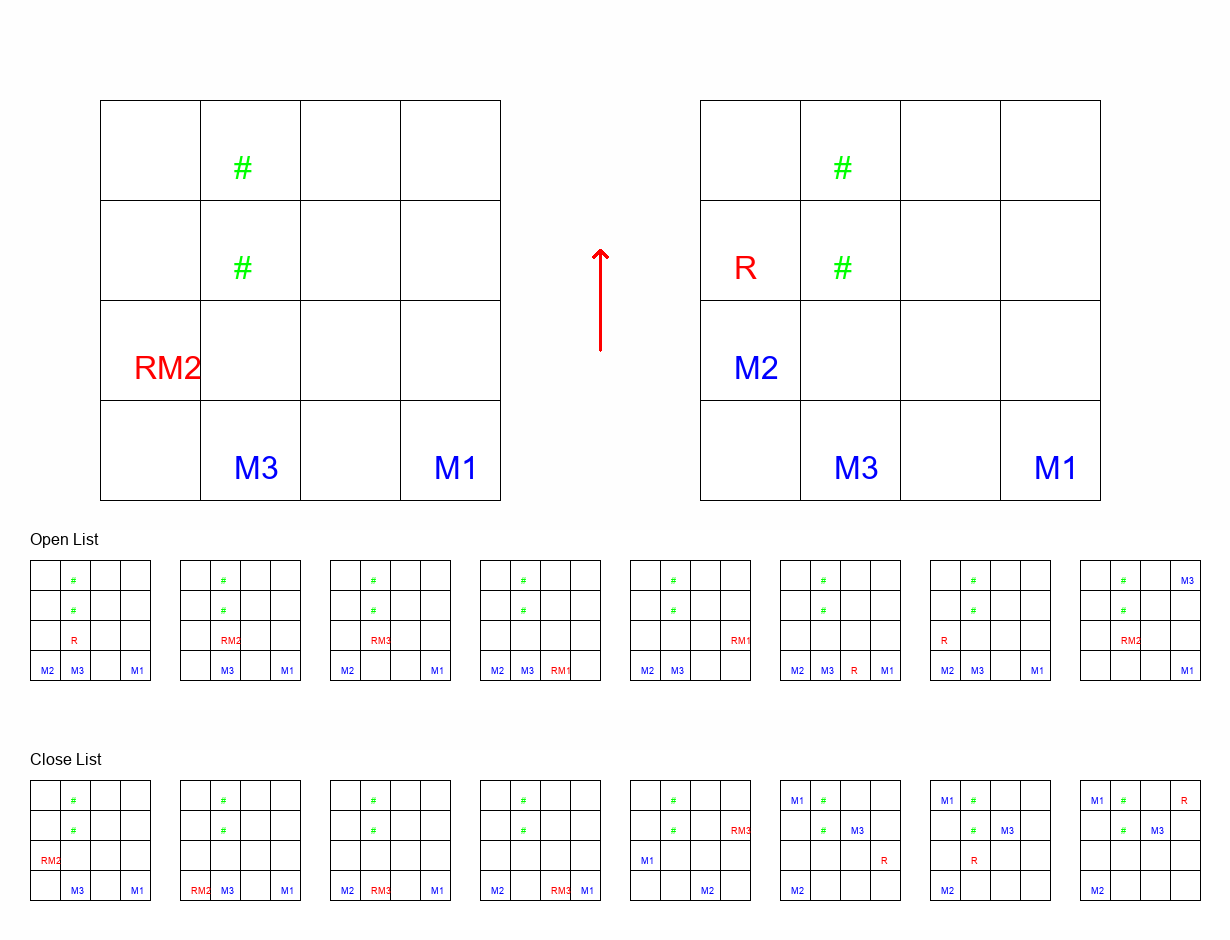 # #
# #
R
RM2 M2
M3 M1 M3 M1
Open List
# # # # # # # # M3
# # # # # # # #
R RM2 RM3 RM1 R RM2
M2 M3 M1 M3 M1 M2 M1 M2 M3 RM1 M2 M3 M2 M3 R M1 M2 M3 M1 M1
Close List
# # # # # M1 # M1 # M1 # R
# # # # # RM3 # M3 # M3 # M3
RM2 M1 R R
M3 M1 RM2 M3 M1 M2 RM3 M1 RM3 M1 M2 M2 M2 M2